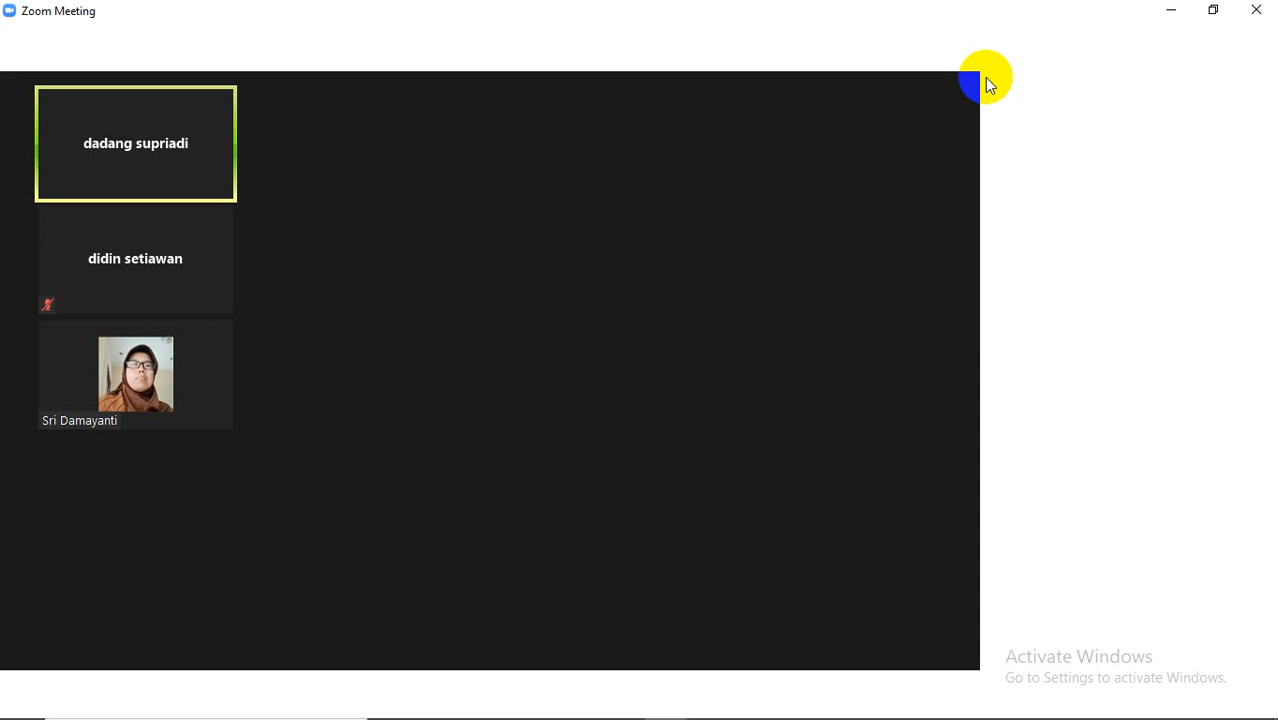 Zoom Meeting
dadang supriadi
didin setiawan
Sri Damayanti
Activate Windows
Go to Settings to activate Windows.